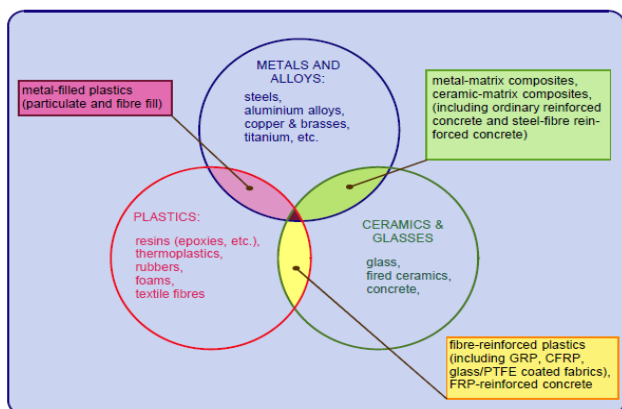 METALS AND
ALLOYS:
steels,
aluminium alloys,
copper & brasses,
titanium, etc.
metal-filled plastics
(particulate and fibre fill)
metal-matrix composites,
ceramic-matrix composites,
(including ordinary reinforced
concrete and steel-fibre rein-
forced concrete)
PLASTICS:
resins (epoxies, etc.),
thermoplastics,
rubbers,
foams,
textile fibres
CERAMICS &
GLASSES
glass,
fired ceramics,
concrete,
fibre-reinforced plastics
(including GRP, CFRP,
glass/PTFE coated fabrics),
FRP-reinforced concrete